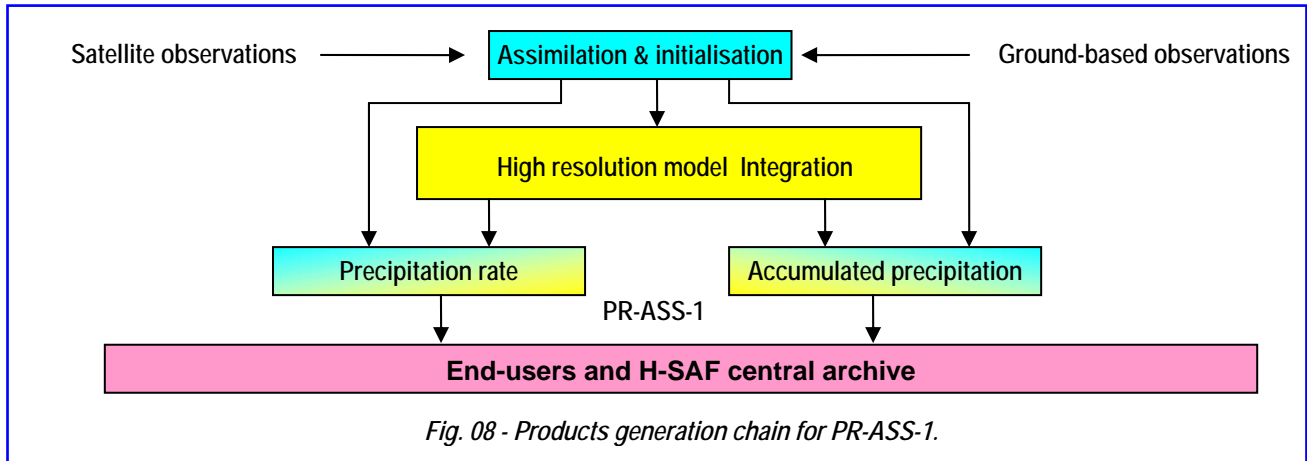 Satellite observations
Assimilation & initialisation
Ground-based observations
High resolution model Integration
Precipitation rate
Accumulated precipitation
PR-ASS-1
End-users and H-SAF central archive
Fig. 08 - Products generation chain for PR-ASS-1.